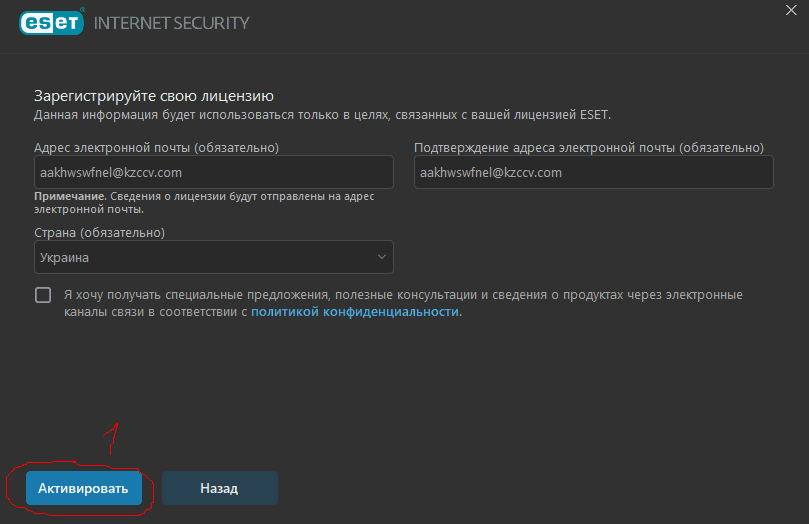 eset INTERNET SECURITY
Зарегистрируйте свою лицензию
Данная информация будет использоваться только в целях, связанных с вашей лицензией ESET.
Адрес электронной почты (обязательно)
Подтверждение адреса электронной почты (обязательно)
aakhwswfnel@kzccv.com
aakhwswfnel@kzccv.com
Примечание. Сведения о лицензии будут отправлены на адрес
электронной почты.
Страна (обязательно)
Украина
Я хочу получать специальные предложения, полезные консультации и сведения о продуктах через электронные
каналы связи в соответствии с политикой конфиденциальности.
1
Активировать
Назад